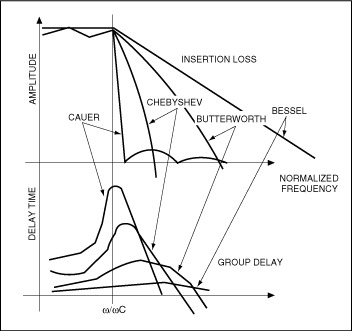 INSERTION LOSS
AMPLITUDE
BESSEL
CHEBYSHEV
CAUER
BUTTERWORTH
NORMALIZED
FREQUENCY
DELAY TIME
GROUP DELAY
ω/ωC